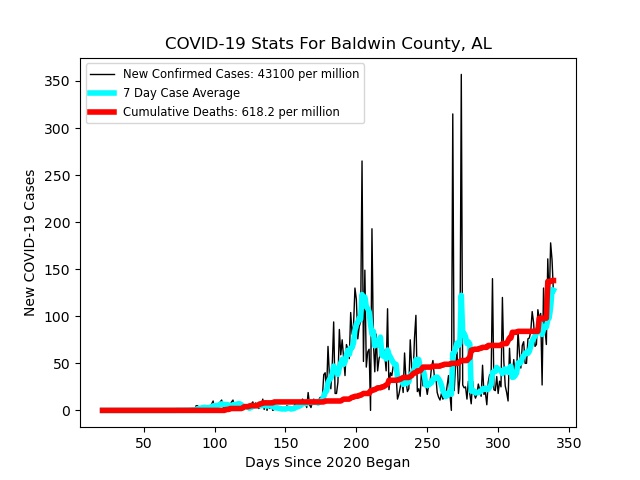 COVID-19 Stats For Baldwin County, AL
New Confirmed Cases: 43100 per million
7 Day Case Average
Cumulative Deaths: 618.2 per million
New COVID-19 Cases
350
300
250
200
150
100
50
0
50 100 150 200 250 300 350
Days Since 2020 Began